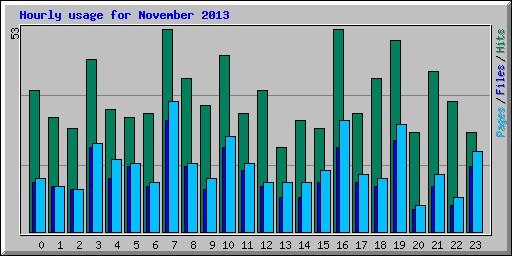 Hourly usage for November 2013
53
Pages / Files / Hits
0 1 2 3 4 5 6 7 8 9 10 11 12 13 14 15 16 17 18 19 20 21 22 23